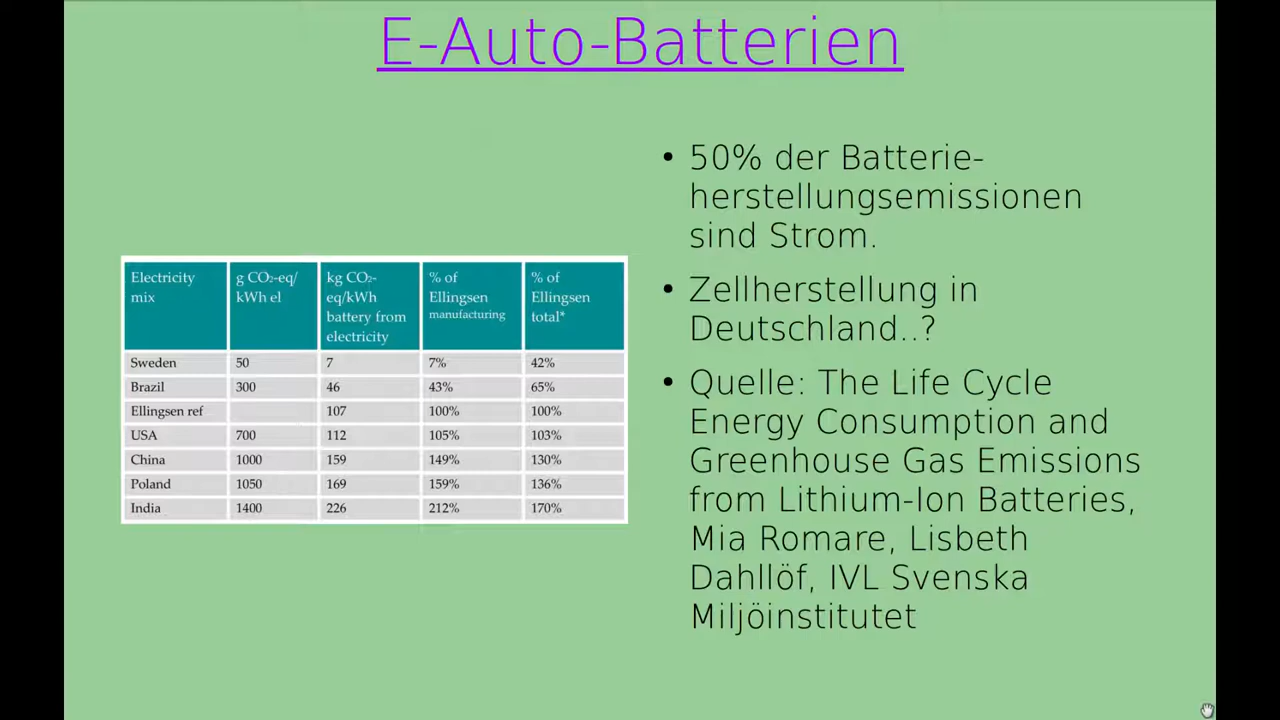 E-Auto-Batterien
Electricity mix | g CO₂-eq/ kWh el | kg CO₂- eq/kWh battery from electricity | % of Ellingsen manufacturing | % of Ellingsen total*
Sweden | 50 | 7 | 7% | 42%
Brazil | 300 | 46 | 43% | 65%
Ellingsen ref | | 107 | 100% | 100%
USA | 700 | 112 | 105% | 103%
China | 1000 | 159 | 149% | 130%
Poland | 1050 | 169 | 159% | 136%
India | 1400 | 226 | 212% | 170%
• 50% der Batterie-
herstellungsemissionen
sind Strom.
• Zellherstellung in
Deutschland..?
• Quelle: The Life Cycle
Energy Consumption and
Greenhouse Gas Emissions
from Lithium-Ion Batteries,
Mia Romare, Lisbeth
Dahllöf, IVL Svenska
Miljöinstitutet